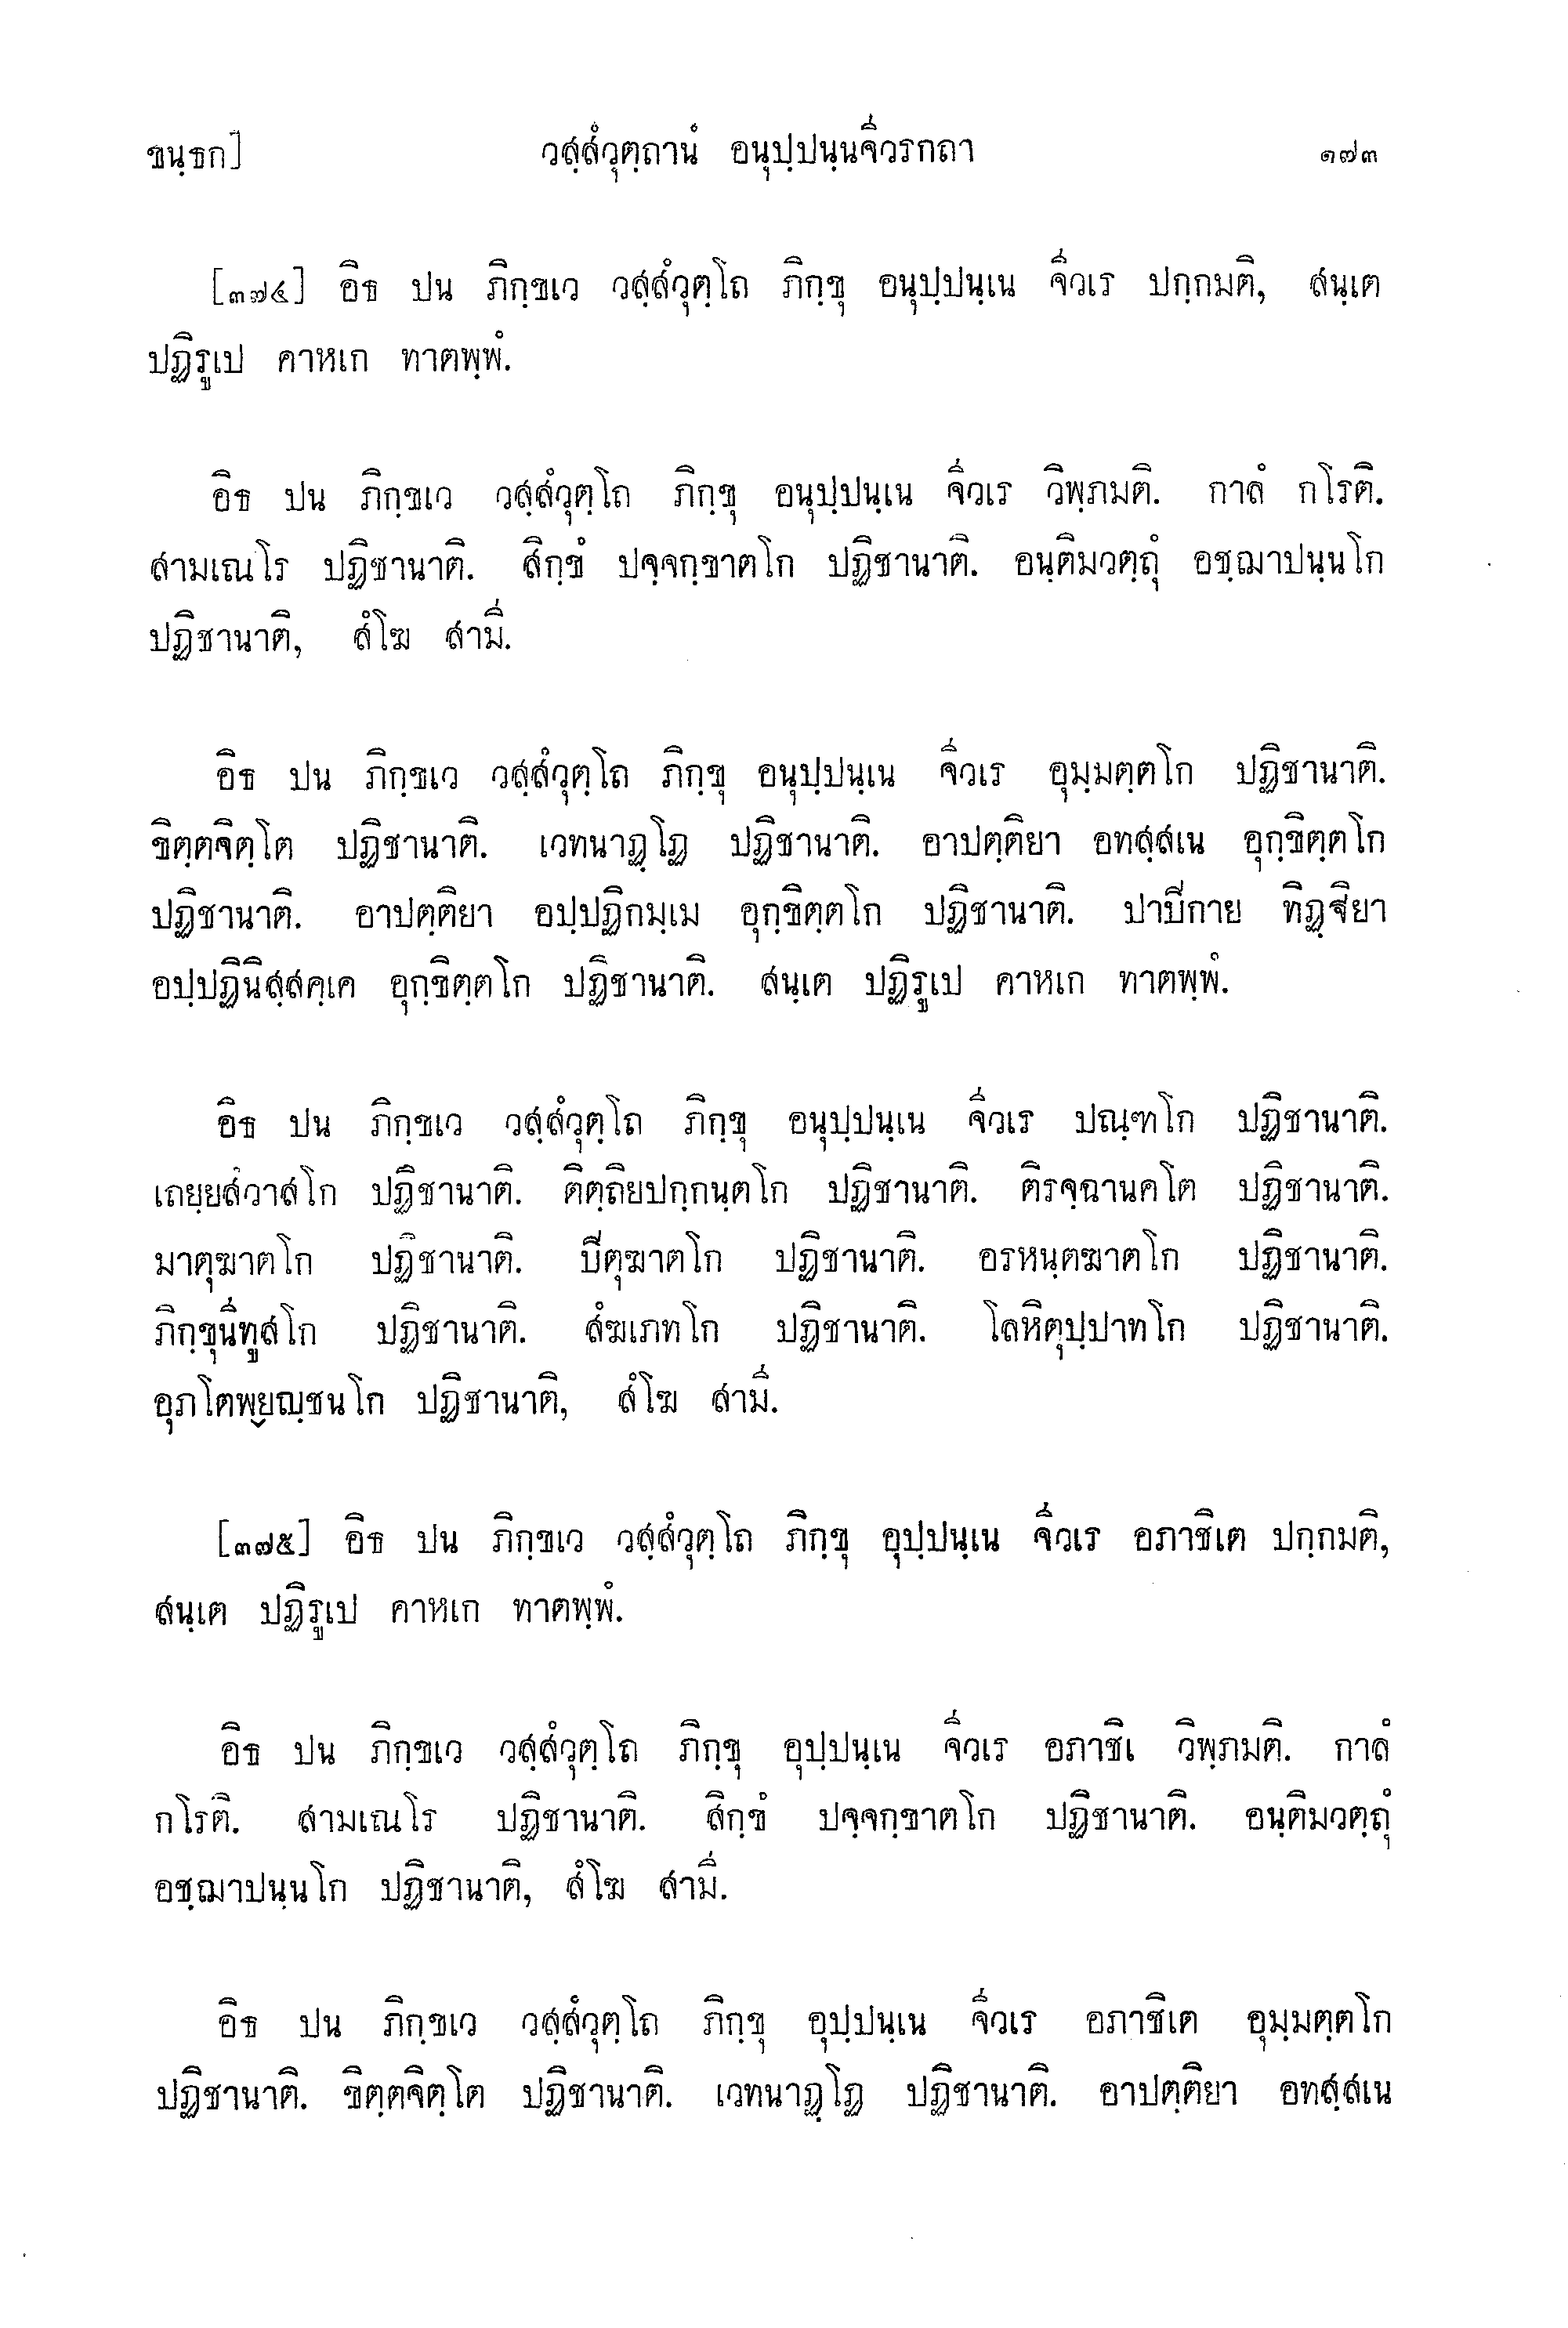 ขนฺธก] วสฺสํวุตฺถานํ อนุปฺปนฺนจีวรกถา ๑๗๓
[๓๗๔] อิธ ปน ภิกฺขเว วสฺสํวุตฺโถ ภิกฺขุ อนุปฺปนฺเน จีวเร ปกฺกมติ, สนฺเต
ปฏิรูเป คาหเก ทาตพฺพํ.
อิธ ปน ภิกฺขเว วสฺสํวุตฺโถ ภิกฺขุ อนุปฺปนฺเน จีวเร วิพฺภมติ. กาลํ กโรติ.
สามเณโร ปฏิชานาติ. สิกฺขํ ปจฺจกฺขาตโก ปฏิชานาติ. อนฺติมวตฺถุํ อชฺฌาปนฺนโก
ปฏิชานาติ, สํโฆ สามี.
อิธ ปน ภิกฺขเว วสฺสํวุตฺโถ ภิกฺขุ อนุปฺปนฺเน จีวเร อุมฺมตฺตโก ปฏิชานาติ.
ขิตฺตจิตฺโต ปฏิชานาติ. เวทนาฏฺโฏ ปฏิชานาติ. อาปตฺติยา อทสฺสเน อุกฺขิตฺตโก
ปฏิชานาติ. อาปตฺติยา อปฺปฏิกมฺเม อุกฺขิตฺตโก ปฏิชานาติ. ปาปิกาย ทิฏฺฐิยา
อปฺปฏินิสฺสคฺเค อุกฺขิตฺตโก ปฏิชานาติ. สนฺเต ปฏิรูเป คาหเก ทาตพฺพํ.
อิธ ปน ภิกฺขเว วสฺสํวุตฺโถ ภิกฺขุ อนุปฺปนฺเน จีวเร ปณฺฑโก ปฏิชานาติ.
เถยฺยสํวาสโก ปฏิชานาติ. ติตฺถิยปกฺกนฺตโก ปฏิชานาติ. ติรจฺฉานคโต ปฏิชานาติ.
มาตุฆาตโก ปฏิชานาติ. ปิตุฆาตโก ปฏิชานาติ. อรหนฺตฆาตโก ปฏิชานาติ.
ภิกฺขุนีทูสโก ปฏิชานาติ. สํฆเภทโก ปฏิชานาติ. โลหิตุปฺปาทโก ปฏิชานาติ.
อุภโตพฺยญฺชนโก ปฏิชานาติ, สํโฆ สามี.
[๓๗๕] อิธ ปน ภิกฺขเว วสฺสํวุตฺโถ ภิกฺขุ อุปฺปนฺเน จีวเร อภาชิเต ปกฺกมติ,
สนฺเต ปฏิรูเป คาหเก ทาตพฺพํ.
อิธ ปน ภิกฺขเว วสฺสํวุตฺโถ ภิกฺขุ อุปฺปนฺเน จีวเร อภาชิเ วิพฺภมติ. กาลํ
กโรติ. สามเณโร ปฏิชานาติ. สิกฺขํ ปจฺจกฺขาตโก ปฏิชานาติ. อนฺติมวตฺถุํ
อชฺฌาปนฺนโก ปฏิชานาติ, สํโฆ สามี.
อิธ ปน ภิกฺขเว วสฺสํวุตฺโถ ภิกฺขุ อุปฺปนฺเน จีวเร อภาชิเต อุมฺมตฺตโก
ปฏิชานาติ. ขิตฺตจิตฺโต ปฏิชานาติ. เวทนาฏฺโฏ ปฏิชานาติ. อาปตฺติยา อทสฺสเน